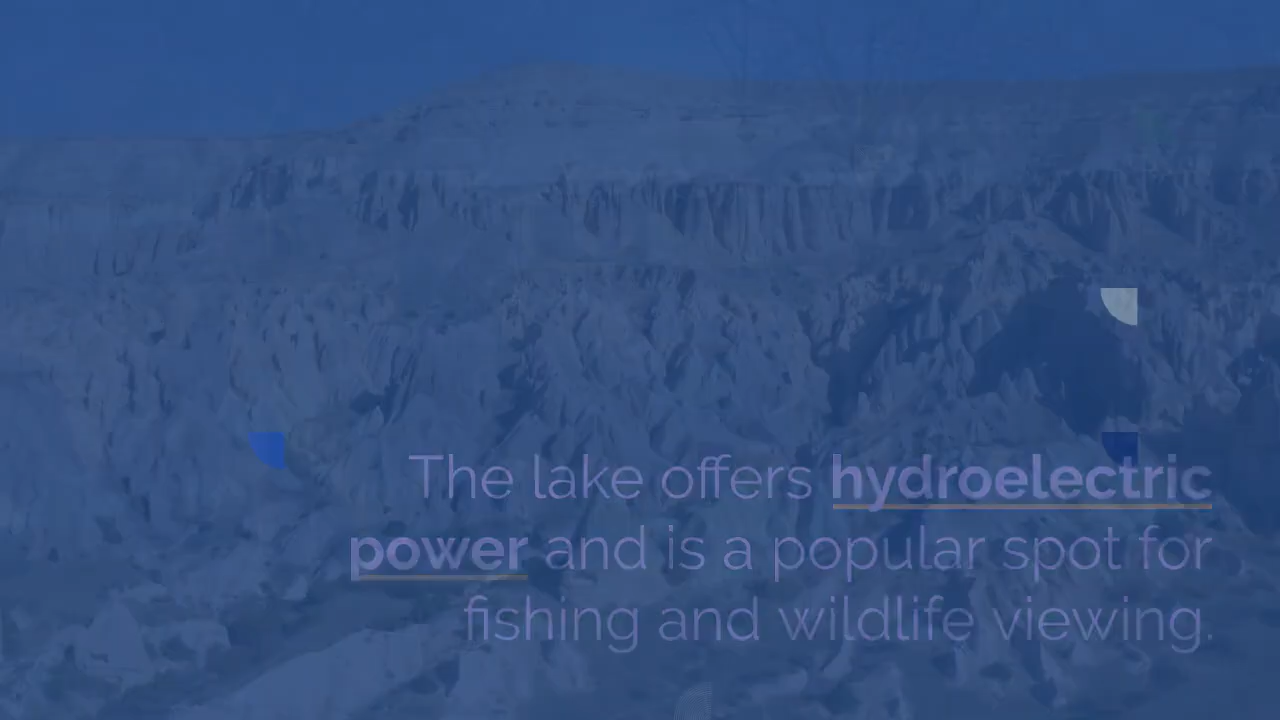 The lake offers hydroelectric
power and is a popular spot for
fishing and wildlife viewing.